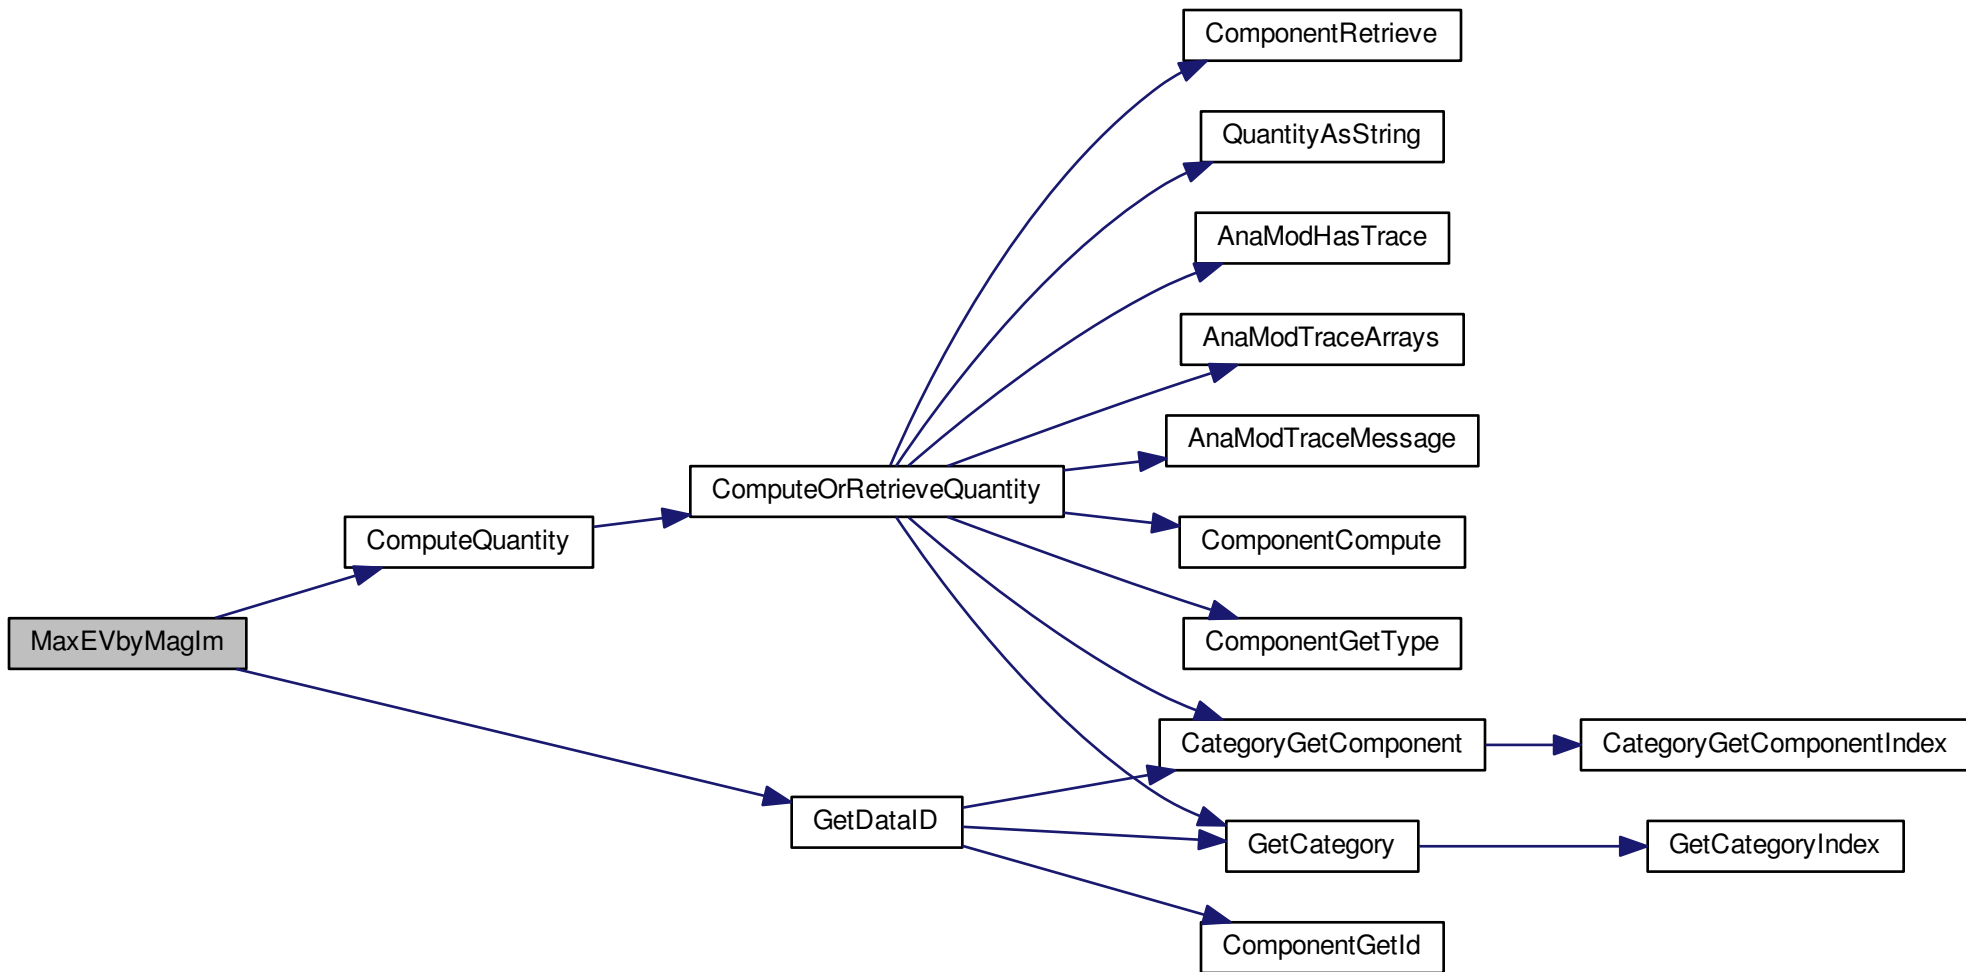 ComponentRetrieve
QuantityAsString
AnaModHasTrace
AnaModTraceArrays
AnaModTraceMessage
ComputeOrRetrieveQuantity
ComputeQuantity
ComponentCompute
MaxEVbyMagIm
ComponentGetType
CategoryGetComponent
CategoryGetComponentIndex
GetDataID
GetCategory
GetCategoryIndex
ComponentGetId